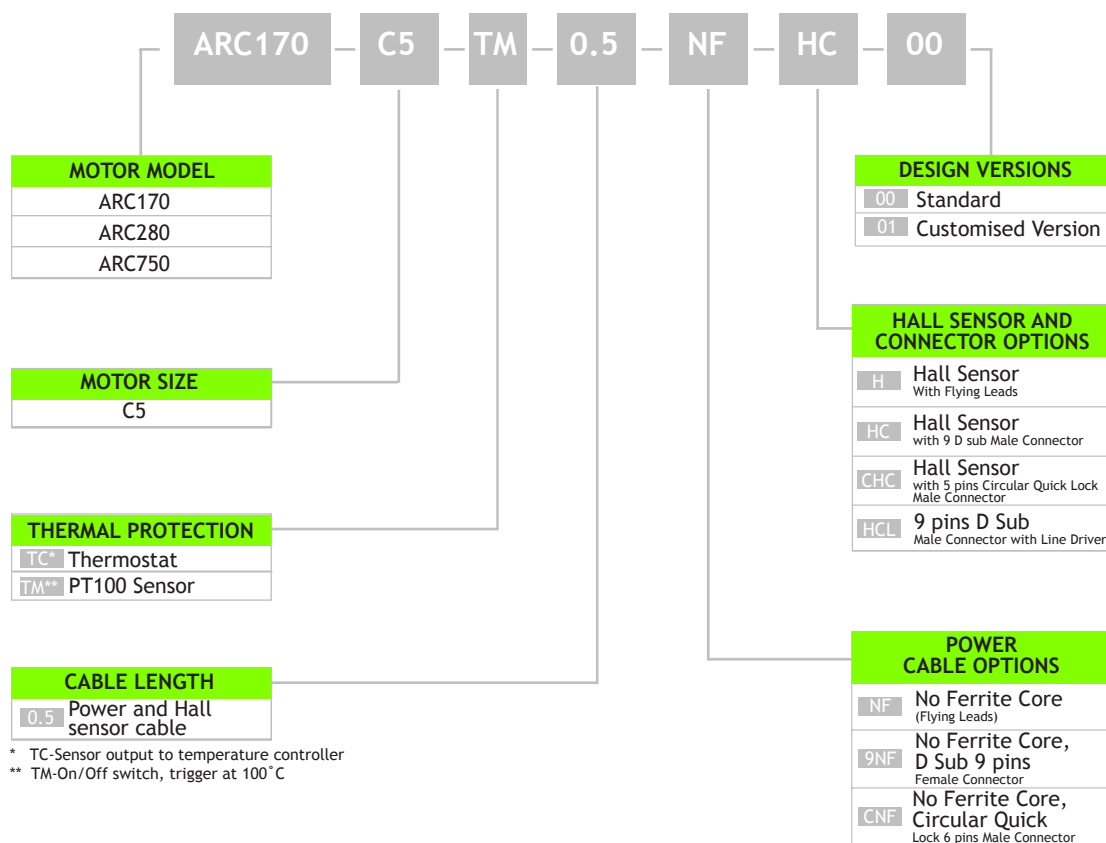 ARC170 – C5 – TM – 0.5 – NF – HC – 00
MOTOR MODEL
ARC170
ARC280
ARC750
MOTOR SIZE
C5
THERMAL PROTECTION
TC* Thermostat
TM** PT100 Sensor
CABLE LENGTH
0.5 Power and Hall
sensor cable
* TC-Sensor output to temperature controller
** TM-On/Off switch, trigger at 100˚C
DESIGN VERSIONS
00 Standard
01 Customised Version
HALL SENSOR AND
CONNECTOR OPTIONS
H Hall Sensor
With Flying Leads
HC Hall Sensor
with 9 D sub Male Connector
CHC Hall Sensor
with 5 pins Circular Quick Lock
Male Connector
HCL 9 pins D Sub
Male Connector with Line Driver
POWER
CABLE OPTIONS
NF No Ferrite Core
(Flying Leads)
9NF No Ferrite Core,
D Sub 9 pins
Female Connector
CNF No Ferrite Core,
Circular Quick
Lock 6 pins Male Connector